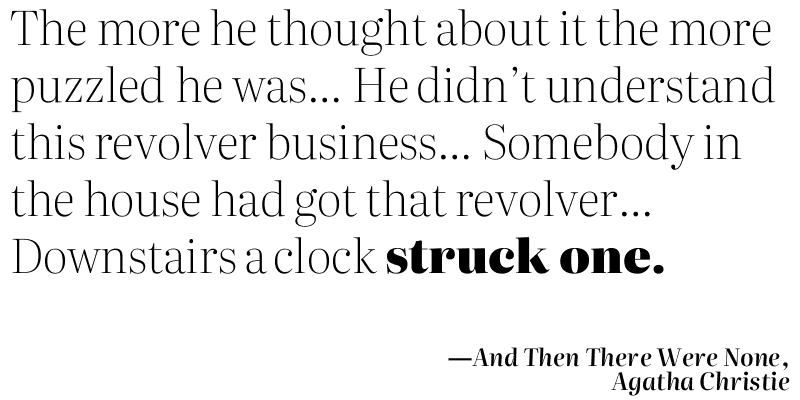 The more he thought about it the more
puzzled he was... He didn’t understand
this revolver business... Somebody in
the house had got that revolver...
Downstairs a clock struck one.
—And Then There Were None,
Agatha Christie